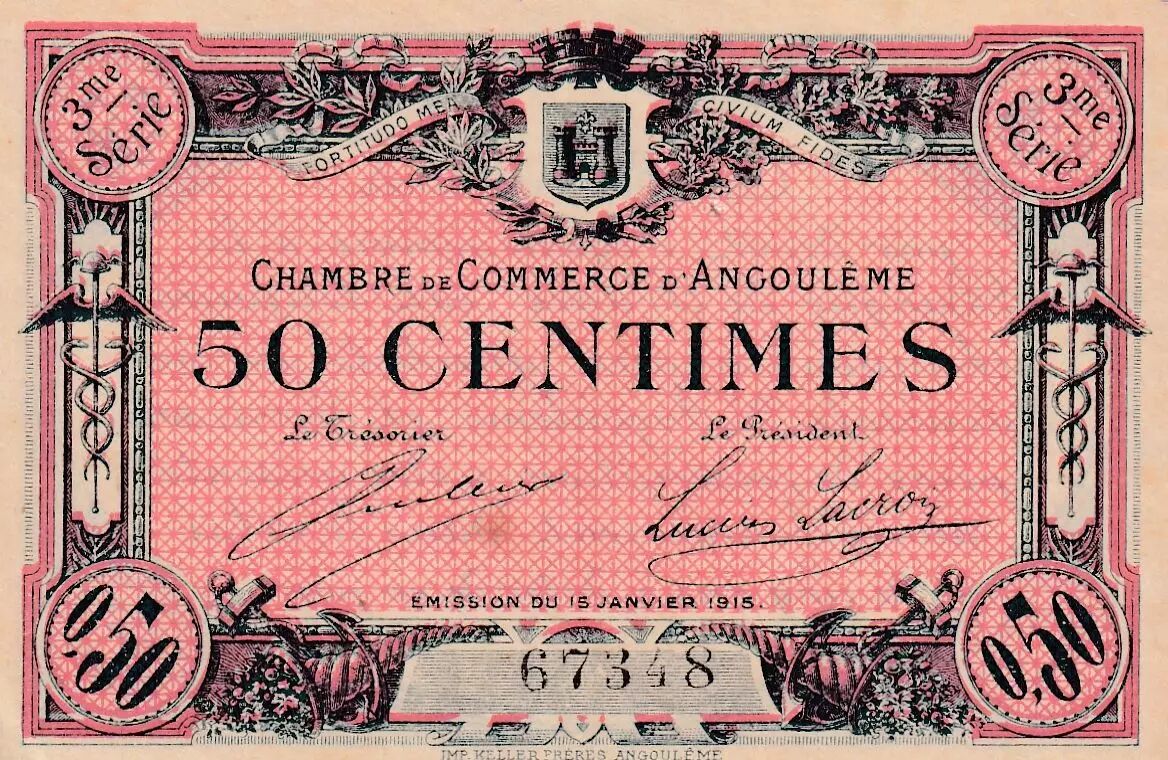 3me Série
FORTITUDO MEA
CIVIUM FIDES
3me Série
CHAMBRE DE COMMERCE D'ANGOULÊME
50 CENTIMES
Le Trésorier
Le Président
Lucien Lacroix
EMISSION DU 15 JANVIER 1915.
0,50
67348
0,50
IMP. KELLER FRÈRES ANGOULÊME